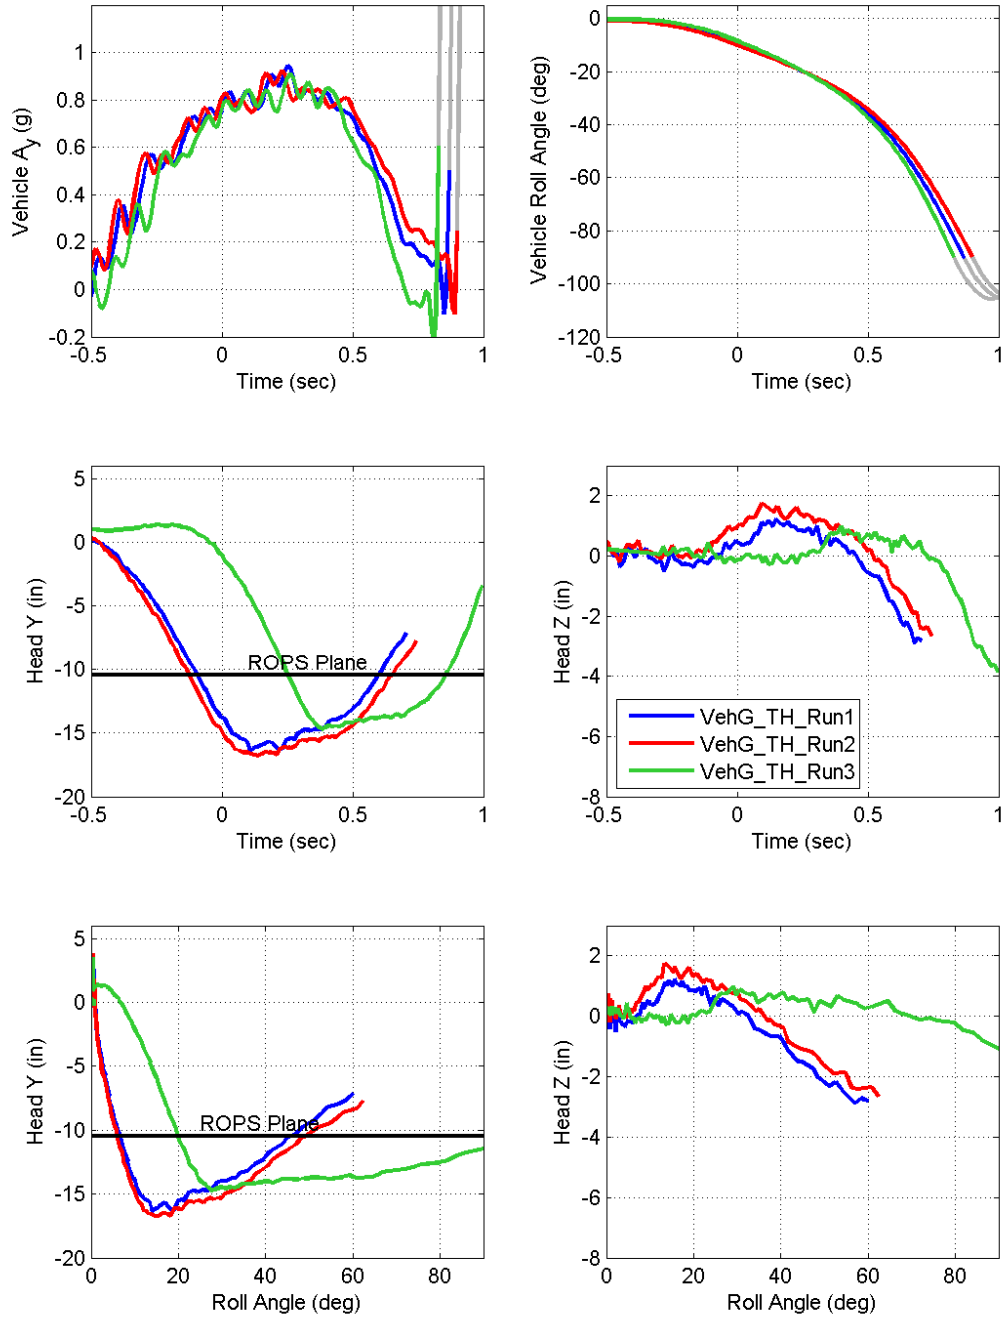 1
0.8
0.6
0.4
0.2
0
-0.2
Vehicle Ay (g)
-0.5 0 0.5 1
Time (sec)
0
-20
-40
-60
-80
-100
-120
Vehicle Roll Angle (deg)
-0.5 0 0.5 1
Time (sec)
5
0
-5
-10
-15
-20
Head Y (in)
ROPS Plane
-0.5 0 0.5 1
Time (sec)
2
0
-2
-4
-6
-8
Head Z (in)
VehG_TH_Run1
VehG_TH_Run2
VehG_TH_Run3
-0.5 0 0.5 1
Time (sec)
5
0
-5
-10
-15
-20
Head Y (in)
ROPS Plane
0 20 40 60 80
Roll Angle (deg)
2
0
-2
-4
-6
-8
Head Z (in)
0 20 40 60 80
Roll Angle (deg)